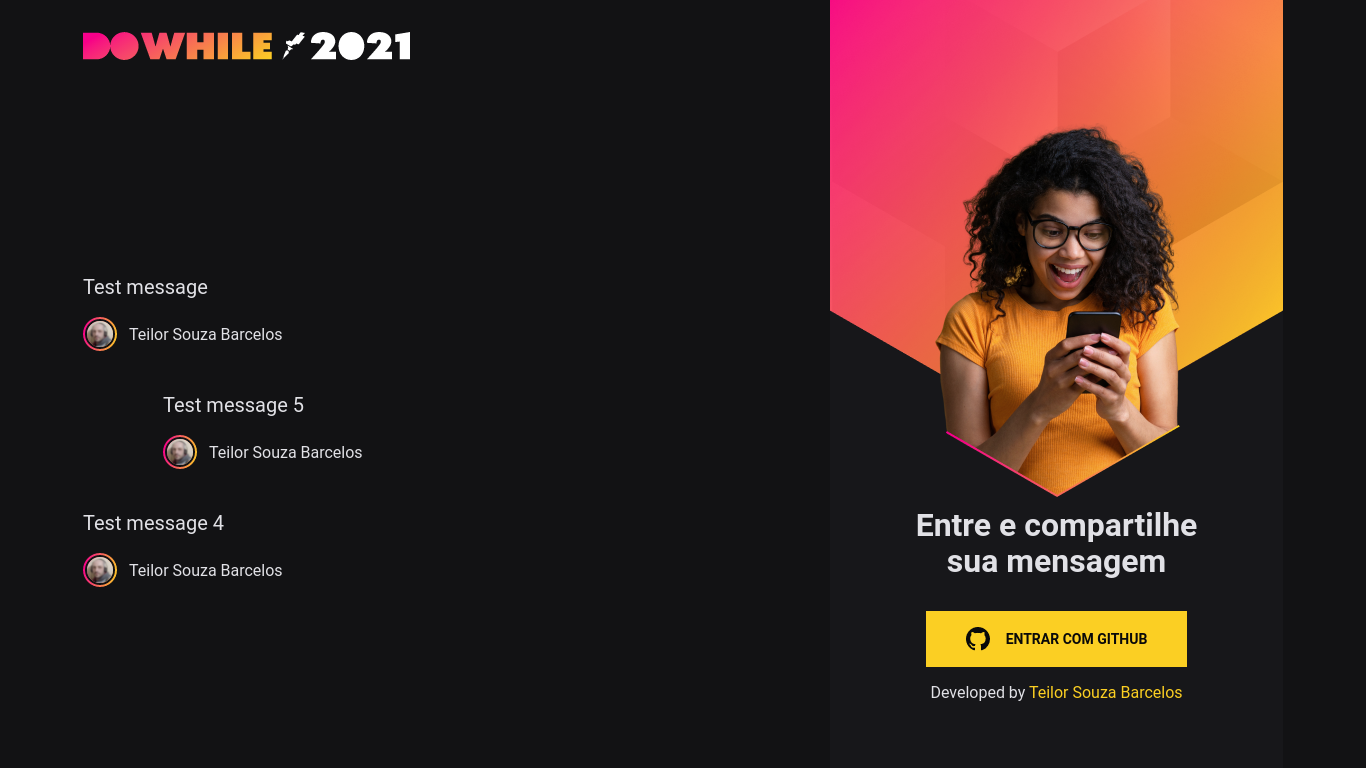 DOWHILE 2021
Test message
Teilor Souza Barcelos
Test message 5
Teilor Souza Barcelos
Test message 4
Teilor Souza Barcelos
Entre e compartilhe
sua mensagem
ENTRAR COM GITHUB
Developed by Teilor Souza Barcelos